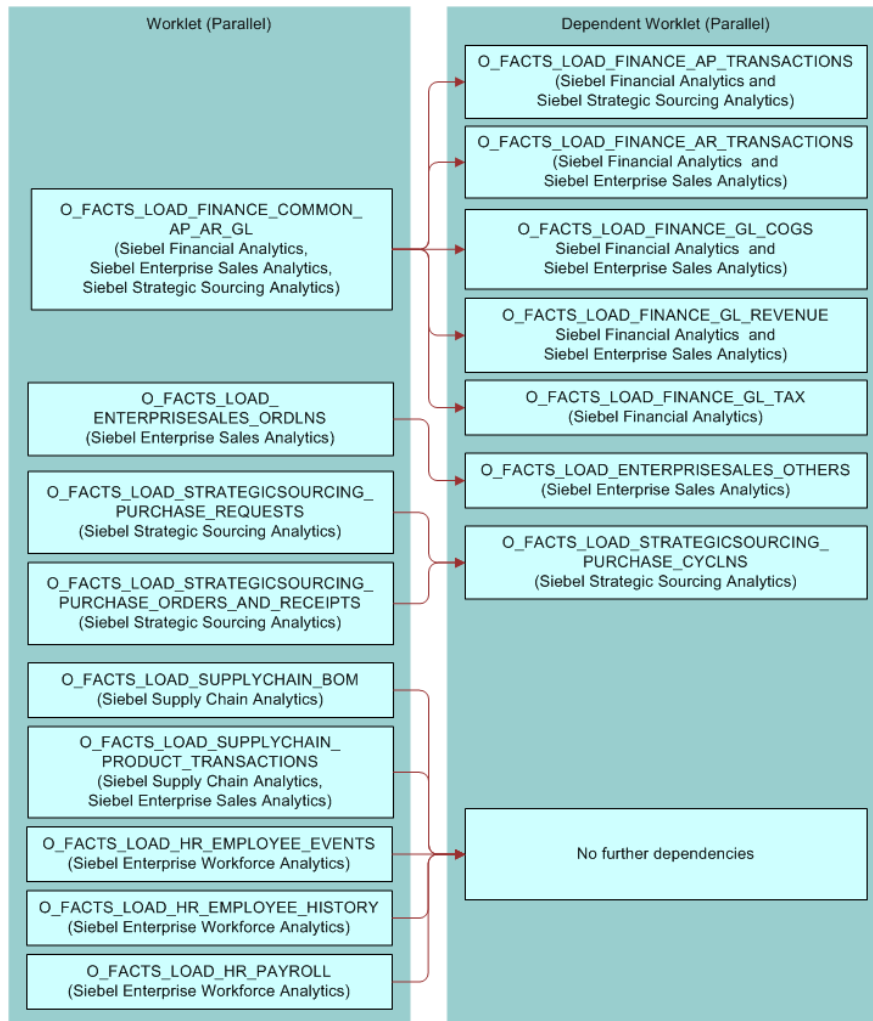 Worklet (Parallel)
O_FACTS_LOAD_FINANCE_COMMON_
AP_AR_GL
(Siebel Financial Analytics,
Siebel Enterprise Sales Analytics,
Siebel Strategic Sourcing Analytics)
O_FACTS_LOAD_
ENTERPRISESALES_ORDLNS
(Siebel Enterprise Sales Analytics)
O_FACTS_LOAD_STRATEGICSOURCING_
PURCHASE_REQUESTS
(Siebel Strategic Sourcing Analytics)
O_FACTS_LOAD_STRATEGICSOURCING_
PURCHASE_ORDERS_AND_RECEIPTS
(Siebel Strategic Sourcing Analytics)
O_FACTS_LOAD_SUPPLYCHAIN_BOM
(Siebel Supply Chain Analytics)
O_FACTS_LOAD_SUPPLYCHAIN_
PRODUCT_TRANSACTIONS
(Siebel Supply Chain Analytics,
Siebel Enterprise Sales Analytics)
O_FACTS_LOAD_HR_EMPLOYEE_EVENTS
(Siebel Enterprise Workforce Analytics)
O_FACTS_LOAD_HR_EMPLOYEE_HISTORY
(Siebel Enterprise Workforce Analytics)
O_FACTS_LOAD_HR_PAYROLL
(Siebel Enterprise Workforce Analytics)
Dependent Worklet (Parallel)
O_FACTS_LOAD_FINANCE_AP_TRANSACTIONS
(Siebel Financial Analytics and
Siebel Strategic Sourcing Analytics)
O_FACTS_LOAD_FINANCE_AR_TRANSACTIONS
(Siebel Financial Analytics and
Siebel Enterprise Sales Analytics)
O_FACTS_LOAD_FINANCE_GL_COGS
Siebel Financial Analytics and
Siebel Enterprise Sales Analytics)
O_FACTS_LOAD_FINANCE_GL_REVENUE
Siebel Financial Analytics and
Siebel Enterprise Sales Analytics)
O_FACTS_LOAD_FINANCE_GL_TAX
(Siebel Financial Analytics)
O_FACTS_LOAD_ENTERPRISESALES_OTHERS
(Siebel Enterprise Sales Analytics)
O_FACTS_LOAD_STRATEGICSOURCING_
PURCHASE_CYCLNS
(Siebel Strategic Sourcing Analytics)
No further dependencies